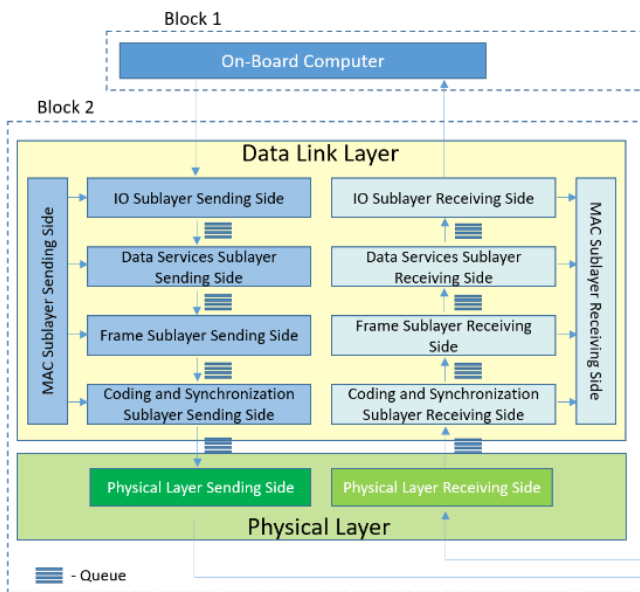 Block 1
On-Board Computer
Block 2
Data Link Layer
MAC Sublayer Sending Side
IO Sublayer Sending Side
IO Sublayer Receiving Side
MAC Sublayer Receiving Side
Data Services Sublayer
Sending Side
Data Services Sublayer
Receiving Side
Frame Sublayer Sending Side
Frame Sublayer Receiving
Side
Coding and Synchronization
Sublayer Sending Side
Coding and Synchronization
Sublayer Receiving Side
Physical Layer Sending Side
Physical Layer Receiving Side
Physical Layer
- Queue